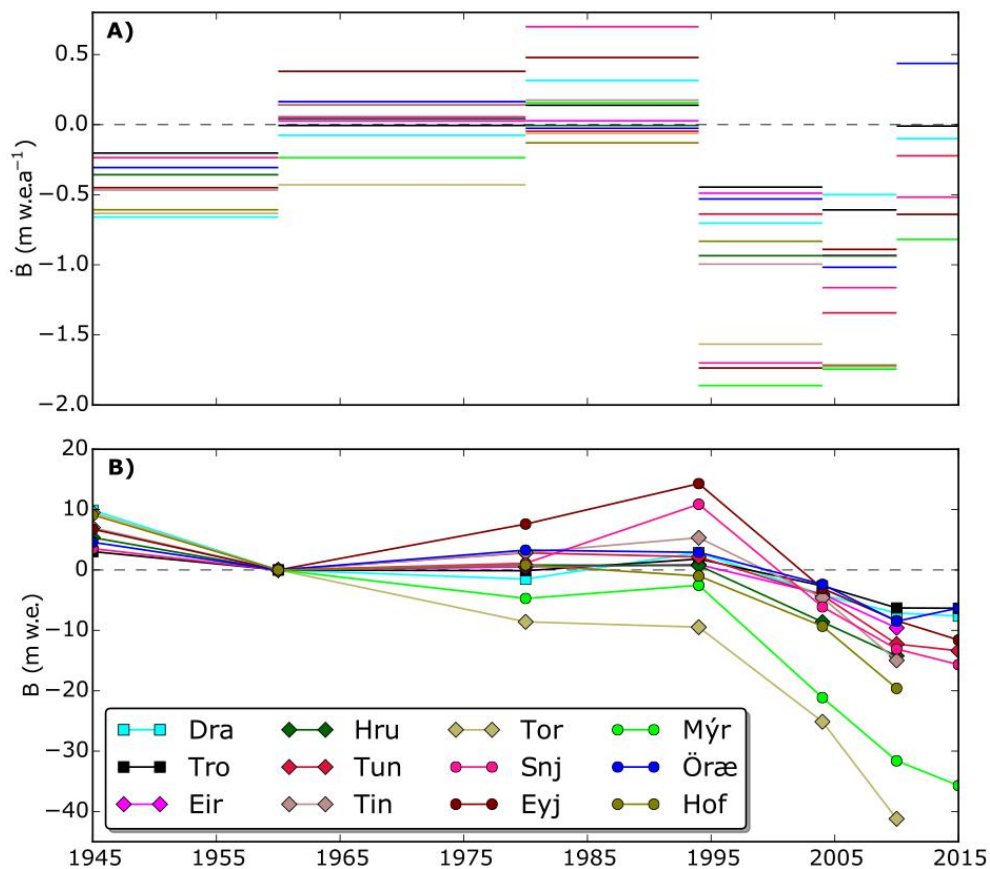 A)
0.5
0.0
−0.5
−1.0
−1.5
−2.0
Ḃ (m w.e.a⁻¹)
B)
20
10
0
−10
−20
−30
−40
B (m w.e.)
Dra Hru Tor Mýr
Tro Tun Snj Öræ
Eir Tin Eyj Hof
1945 1955 1965 1975 1985 1995 2005 2015